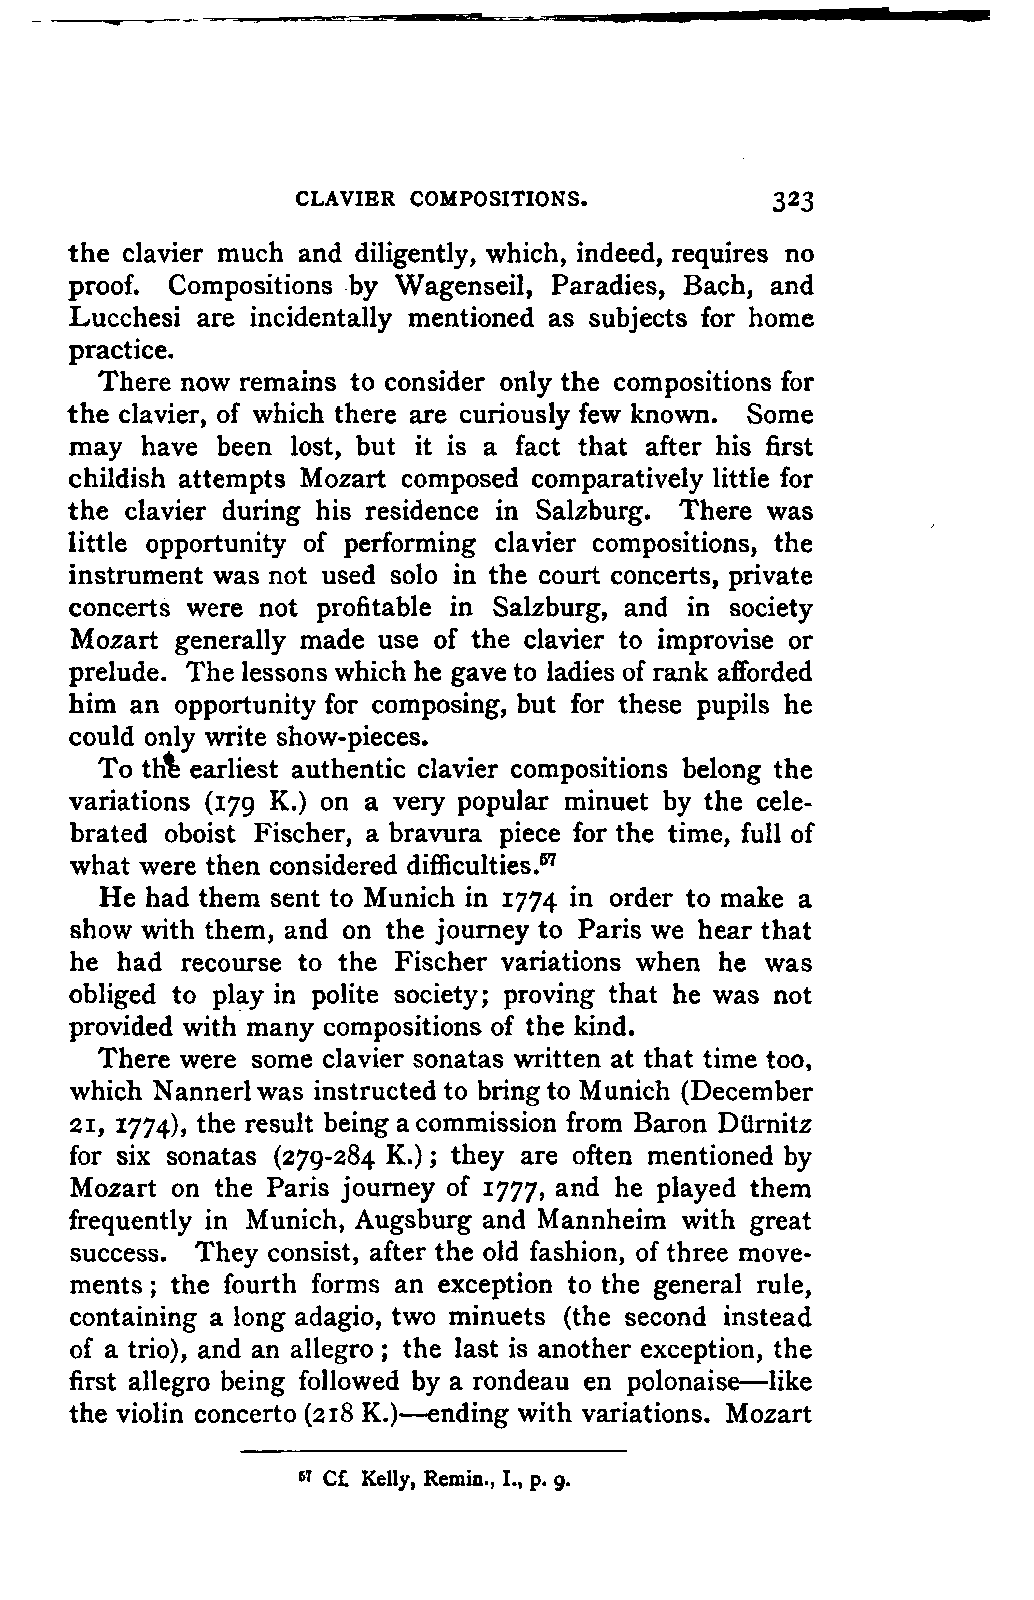 CLAVIER COMPOSITIONS. 323
the clavier much and diligently, which, indeed, requires no
proof. Compositions by Wagenseil, Paradies, Bach, and
Lucchesi are incidentally mentioned as subjects for home
practice.
There now remains to consider only the compositions for
the clavier, of which there are curiously few known. Some
may have been lost, but it is a fact that after his first
childish attempts Mozart composed comparatively little for
the clavier during his residence in Salzburg. There was
little opportunity of performing clavier compositions, the
instrument was not used solo in the court concerts, private
concerts were not profitable in Salzburg, and in society
Mozart generally made use of the clavier to improvise or
prelude. The lessons which he gave to ladies of rank afforded
him an opportunity for composing, but for these pupils he
could only write show-pieces.
To the earliest authentic clavier compositions belong the
variations (179 K.) on a very popular minuet by the cele-
brated oboist Fischer, a bravura piece for the time, full of
what were then considered difficulties.⁵⁷
He had them sent to Munich in 1774 in order to make a
show with them, and on the journey to Paris we hear that
he had recourse to the Fischer variations when he was
obliged to play in polite society; proving that he was not
provided with many compositions of the kind.
There were some clavier sonatas written at that time too,
which Nannerl was instructed to bring to Munich (December
21, 1774), the result being a commission from Baron Dürnitz
for six sonatas (279-284 K.); they are often mentioned by
Mozart on the Paris journey of 1777, and he played them
frequently in Munich, Augsburg and Mannheim with great
success. They consist, after the old fashion, of three move-
ments; the fourth forms an exception to the general rule,
containing a long adagio, two minuets (the second instead
of a trio), and an allegro; the last is another exception, the
first allegro being followed by a rondeau en polonaise—like
the violin concerto (218 K.)—ending with variations. Mozart
⁵⁷ Cf. Kelly, Remin., I., p. 9.